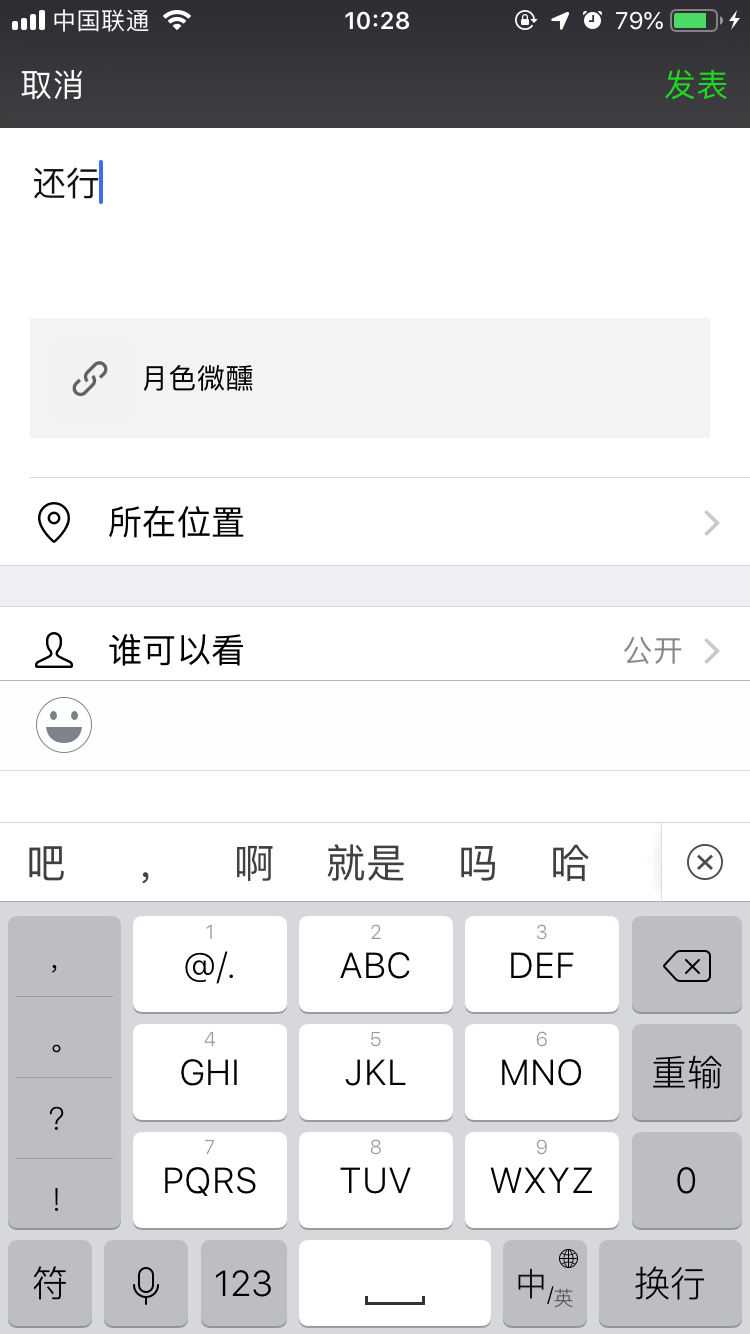 中国联通 10:28 79%
取消 发表
还行
月色微醺
所在位置
谁可以看 公开
吧 , 啊 就是 吗 哈
, 1 @/. 2 ABC 3 DEF
。 4 GHI 5 JKL 6 MNO 重输
? 7 PQRS 8 TUV 9 WXYZ 0
!
符 123 中/英 换行